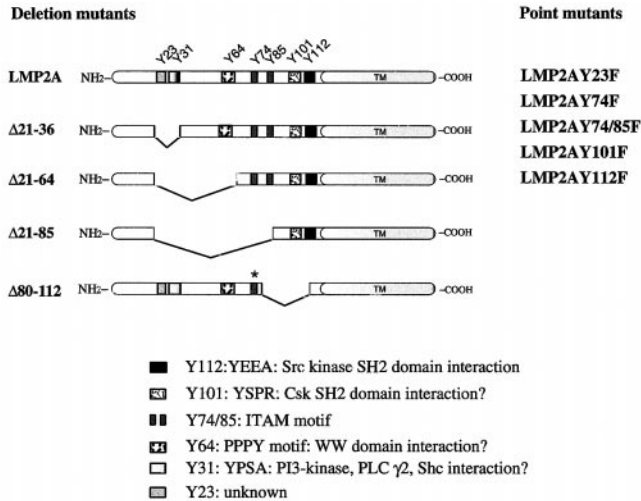 Deletion mutants Point mutants
Y23 Y31 Y64 Y74 Y85 Y101 Y112
LMP2A NH2– TM –COOH LMP2AY23F
LMP2AY74F
Δ21-36 NH2– TM –COOH LMP2AY74/85F
LMP2AY101F
Δ21-64 NH2– TM –COOH LMP2AY112F
Δ21-85 NH2– TM –COOH
*
Δ80-112 NH2– TM –COOH
Y112:YEEA: Src kinase SH2 domain interaction
Y101: YSPR: Csk SH2 domain interaction?
Y74/85: ITAM motif
Y64: PPPY motif: WW domain interaction?
Y31: YPSA: PI3-kinase, PLC γ2, Shc interaction?
Y23: unknown